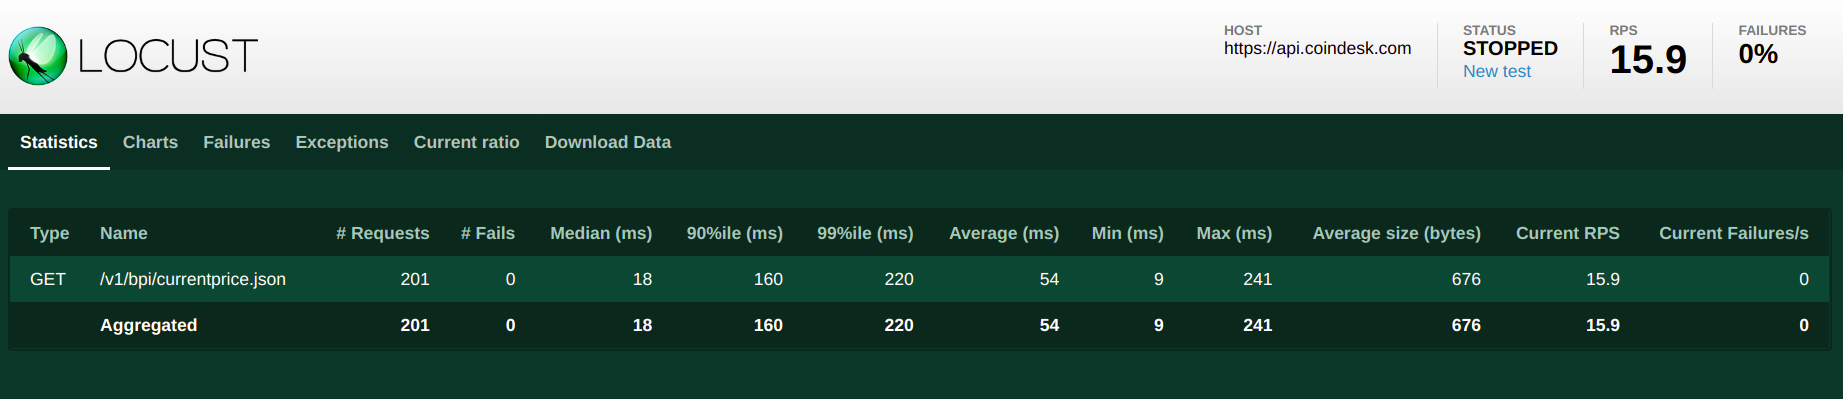 LOCUST
HOST
https://api.coindesk.com
STATUS
STOPPED
New test
RPS
15.9
FAILURES
0%
Statistics Charts Failures Exceptions Current ratio Download Data
Type Name # Requests # Fails Median (ms) 90%ile (ms) 99%ile (ms) Average (ms) Min (ms) Max (ms) Average size (bytes) Current RPS Current Failures/s
GET /v1/bpi/currentprice.json 201 0 18 160 220 54 9 241 676 15.9 0
Aggregated 201 0 18 160 220 54 9 241 676 15.9 0